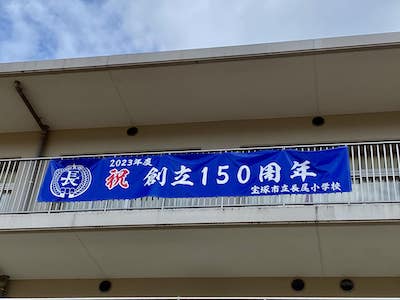 長
2023年度
祝 創立150周年
宝塚市立長尾小学校